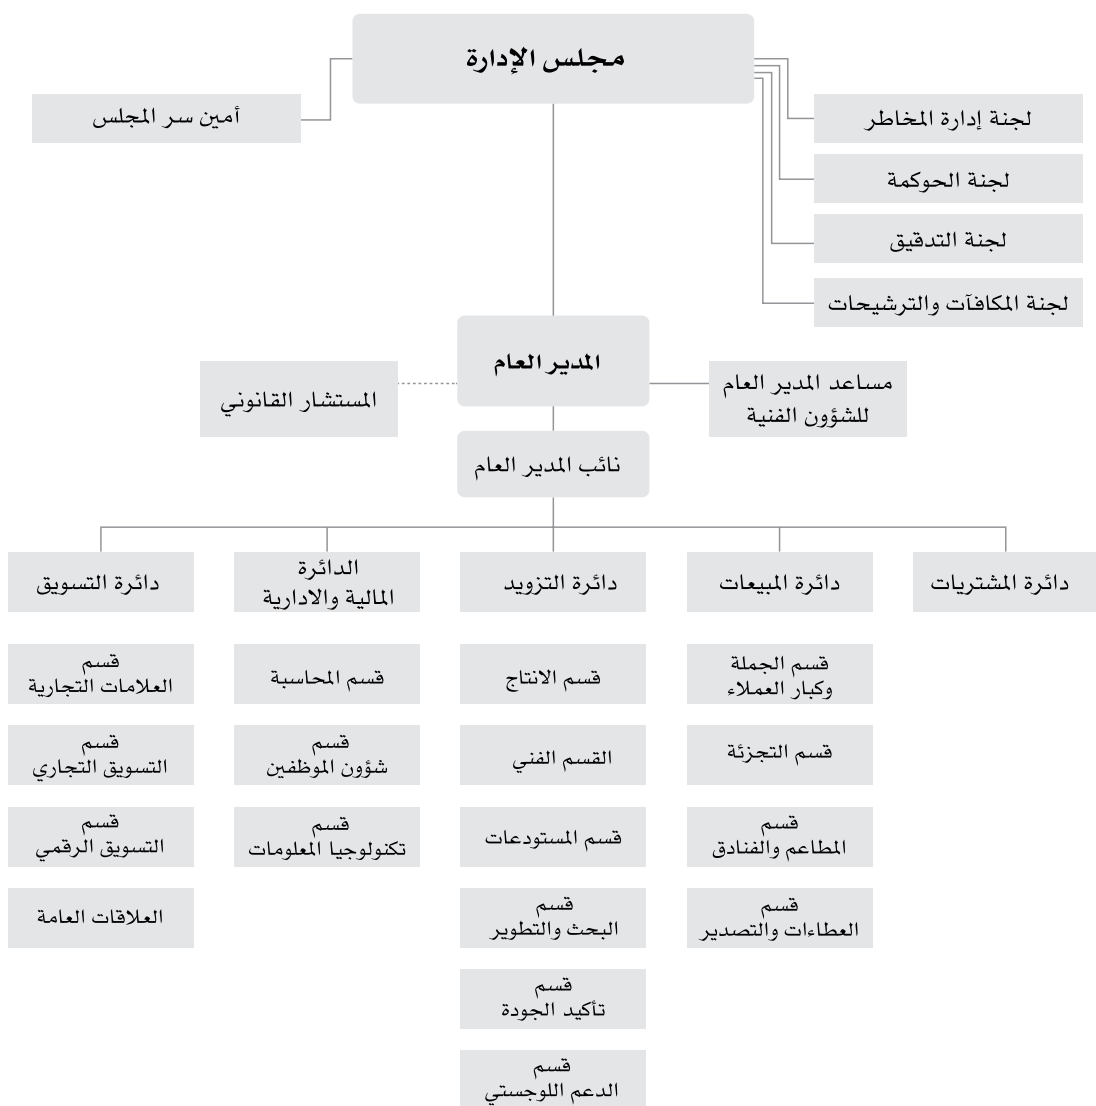 مجلس الإدارة
أمين سر المجلس
لجنة إدارة المخاطر
لجنة الحوكمة
لجنة التدقيق
لجنة المكافآت والترشيحات
المدير العام
مساعد المدير العام
للشؤون الفنية
المستشار القانوني
نائب المدير العام
دائرة المشتريات
دائرة المبيعات
قسم الجملة
وكبار العملاء
قسم التجزئة
قسم
المطاعم والفنادق
قسم
العطاءات والتصدير
دائرة التزويد
قسم الانتاج
القسم الفني
قسم المستودعات
قسم
البحث والتطوير
قسم
تأكيد الجودة
قسم
الدعم اللوجستي
الدائرة
المالية والادارية
قسم المحاسبة
قسم
شؤون الموظفين
قسم
تكنولوجيا المعلومات
دائرة التسويق
قسم
العلامات التجارية
قسم
التسويق التجاري
قسم
التسويق الرقمي
العلاقات العامة